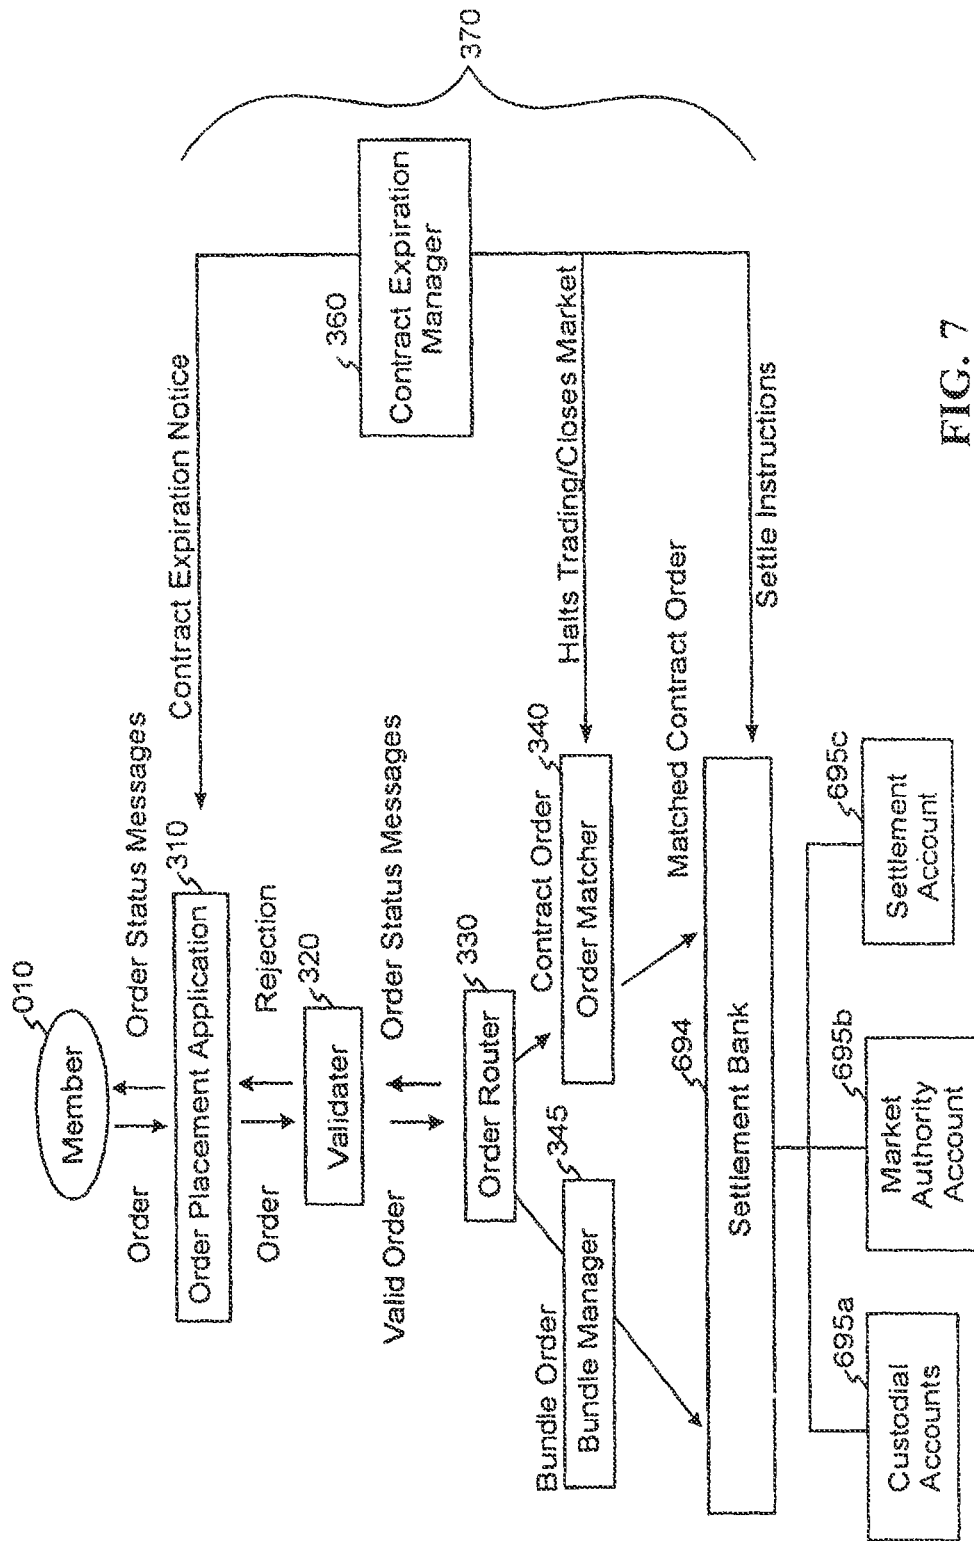 010
Member
Order
Order Status Messages
310
Order Placement Application
Contract Expiration Notice
Order
Rejection
320
Validater
Valid Order
Order Status Messages
330
Order Router
360
Contract Expiration
Manager
370
Bundle Order
345
Bundle Manager
Contract Order
340
Order Matcher
Halts Trading/Closes Market
Matched Contract Order
694
Settlement Bank
Settle Instructions
695a
Custodial
Accounts
695b
Market
Authority
Account
695c
Settlement
Account
FIG. 7